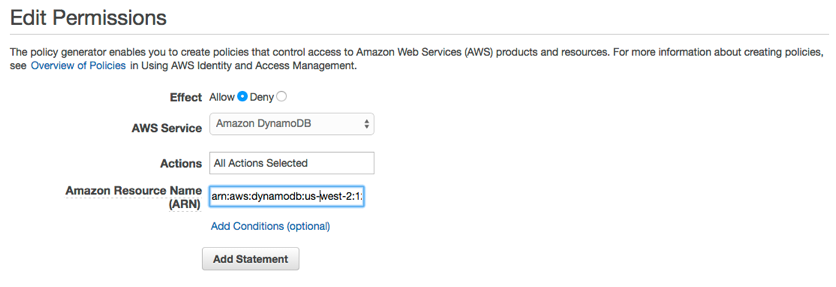 Edit Permissions
The policy generator enables you to create policies that control access to Amazon Web Services (AWS) products and resources. For more information about creating policies,
see Overview of Policies in Using AWS Identity and Access Management.
Effect Allow Deny
AWS Service Amazon DynamoDB
Actions All Actions Selected
Amazon Resource Name
(ARN) arn:aws:dynamodb:us-west-2:1:
Add Conditions (optional)
Add Statement